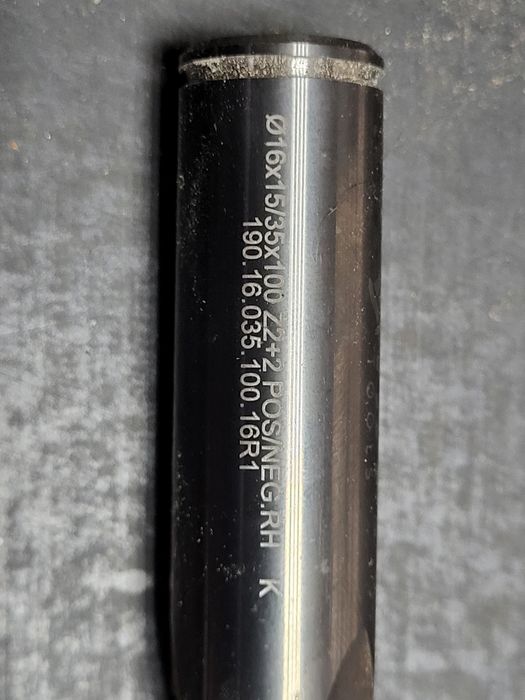 Ø16x15/35x100 Z2+2 POS/NEG.RH K
190.16.035.100.16R1